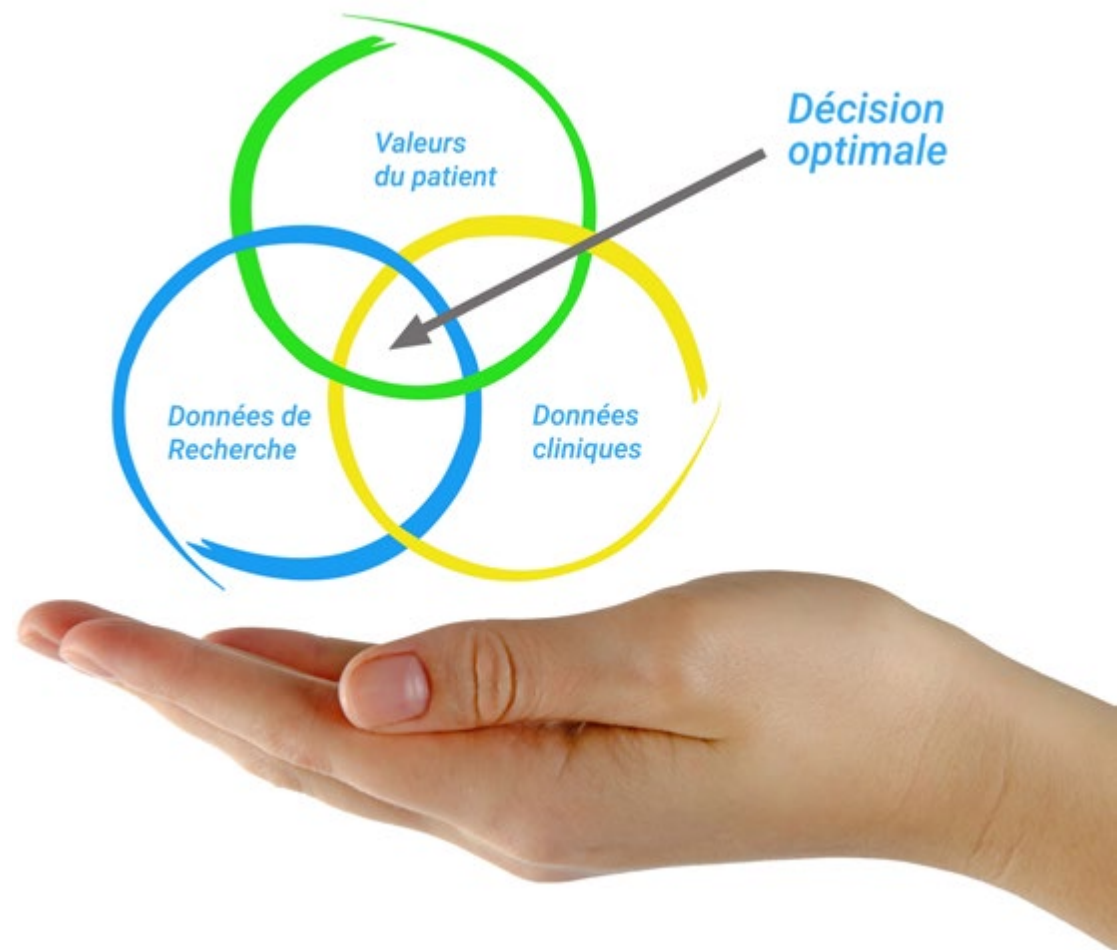 Valeurs
du patient
Décision
optimale
Données de
Recherche
Données
cliniques